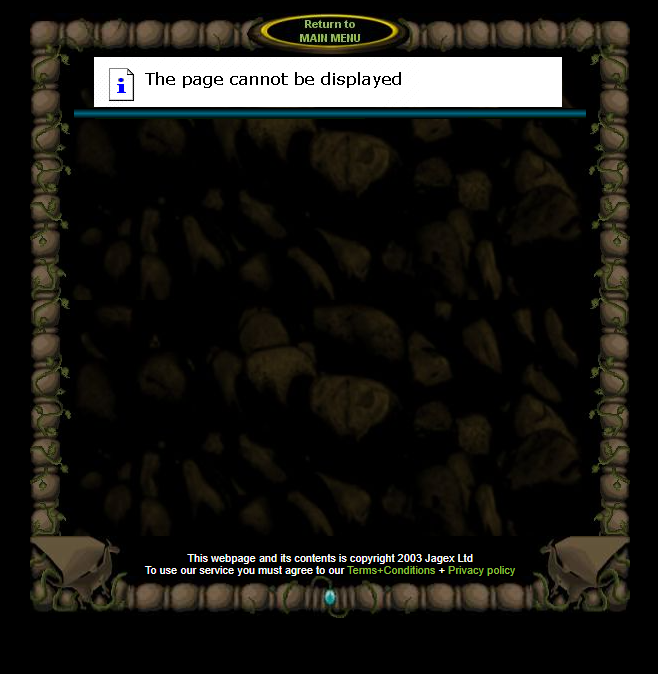 Return to
MAIN MENU
The page cannot be displayed
This webpage and its contents is copyright 2003 Jagex Ltd
To use our service you must agree to our Terms+Conditions + Privacy policy